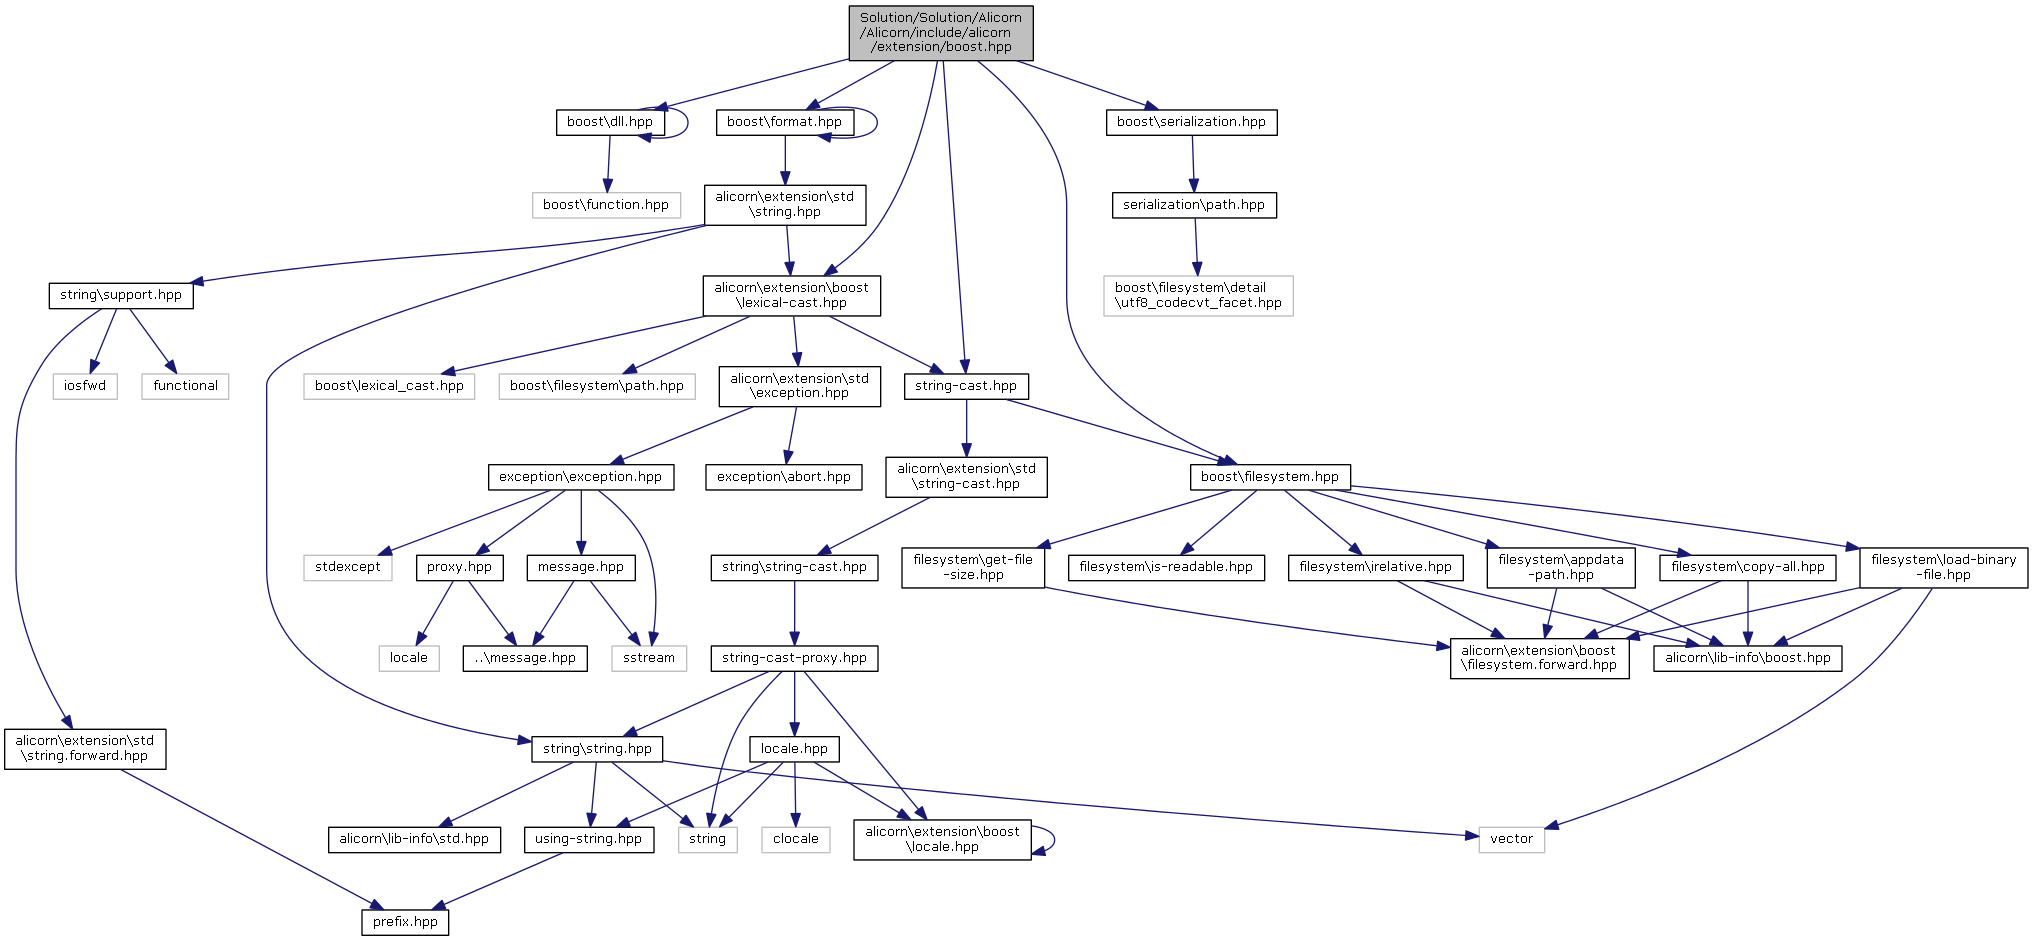 Solution/Solution/Alicorn
/Alicorn/include/alicorn
/extension/boost.hpp
boost\dll.hpp
boost\format.hpp
boost\serialization.hpp
boost\function.hpp
alicorn\extension\std
\string.hpp
serialization\path.hpp
string\support.hpp
alicorn\extension\boost
\lexical-cast.hpp
boost\filesystem\detail
\utf8_codecvt_facet.hpp
iosfwd
functional
boost\lexical_cast.hpp
boost\filesystem\path.hpp
alicorn\extension\std
\exception.hpp
string-cast.hpp
exception\exception.hpp
exception\abort.hpp
alicorn\extension\std
\string-cast.hpp
boost\filesystem.hpp
stdexcept
proxy.hpp
message.hpp
string\string-cast.hpp
filesystem\get-file
-size.hpp
filesystem\is-readable.hpp
filesystem\irelative.hpp
filesystem\appdata
-path.hpp
filesystem\copy-all.hpp
filesystem\load-binary
-file.hpp
locale
..\message.hpp
sstream
string-cast-proxy.hpp
alicorn\extension\boost
\filesystem.forward.hpp
alicorn\lib-info\boost.hpp
alicorn\extension\std
\string.forward.hpp
string\string.hpp
locale.hpp
alicorn\lib-info\std.hpp
using-string.hpp
string
clocale
alicorn\extension\boost
\locale.hpp
vector
prefix.hpp